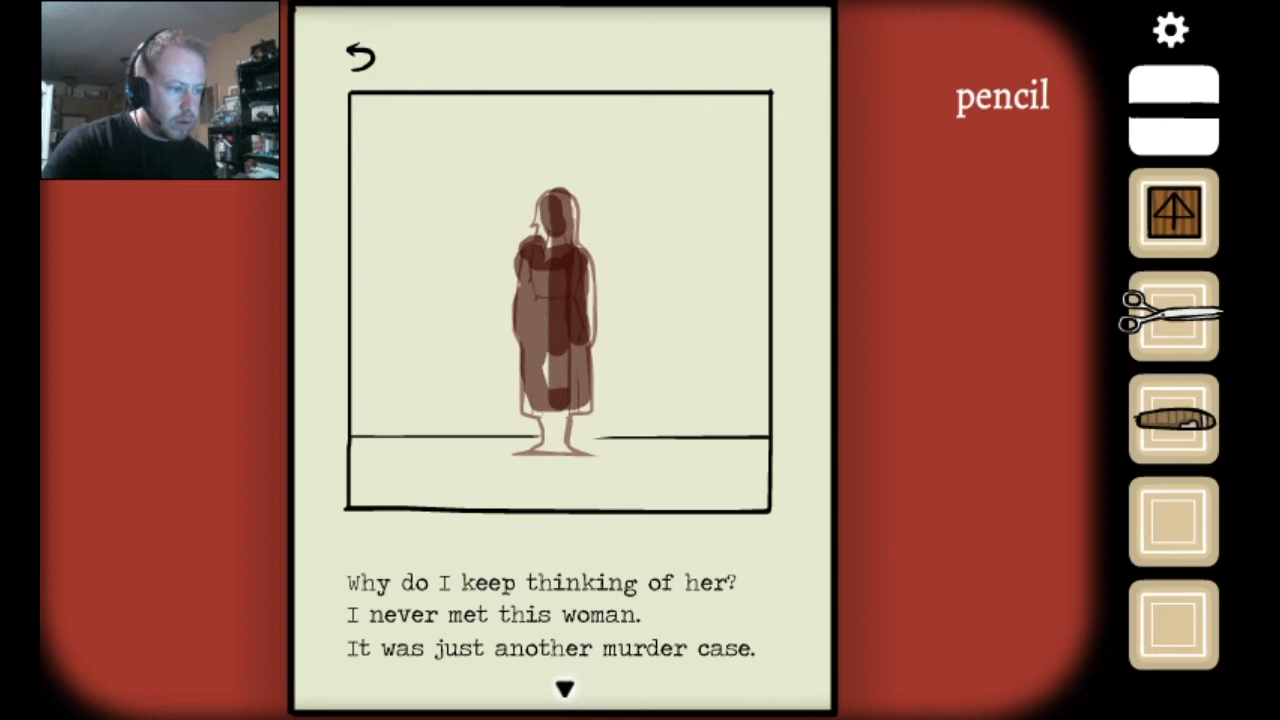 pencil
Why do I keep thinking of her?
I never met this woman.
It was just another murder case.